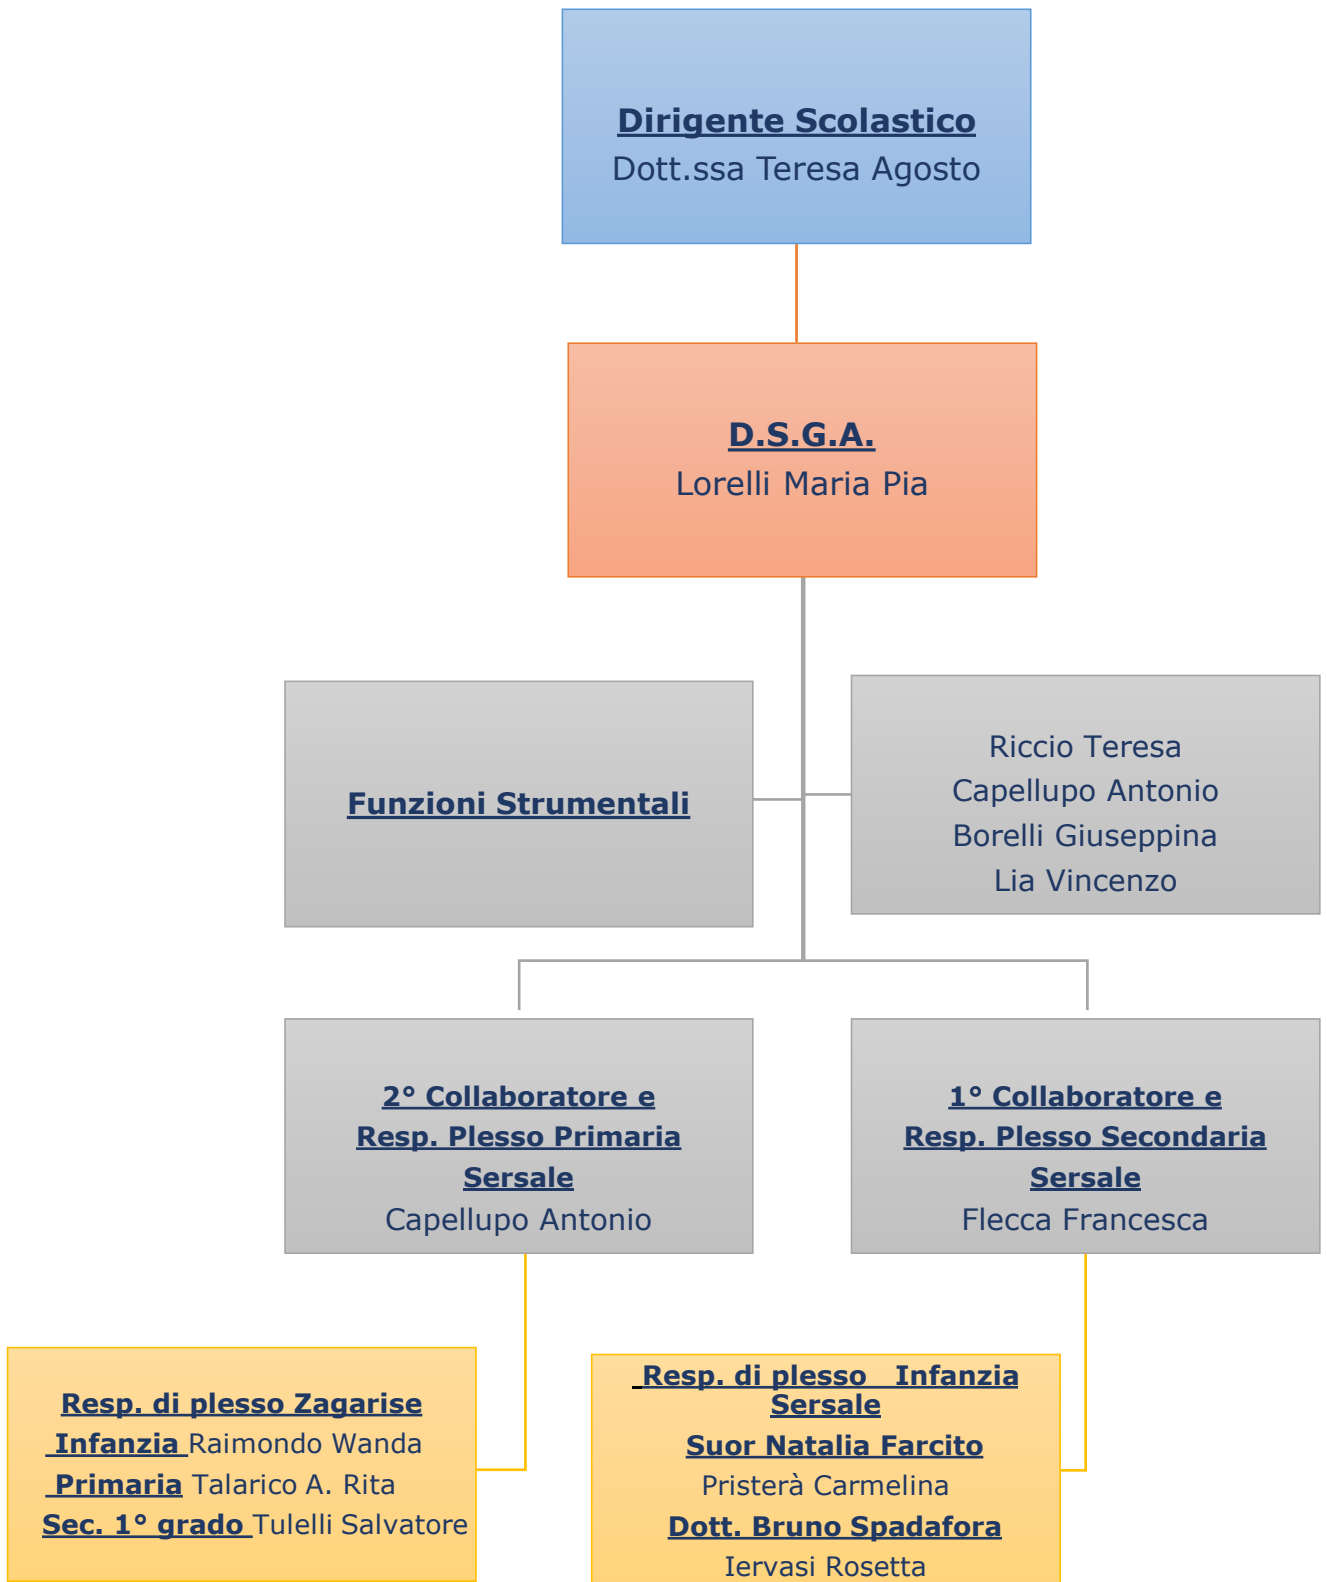 Dirigente Scolastico
Dott.ssa Teresa Agosto
D.S.G.A.
Lorelli Maria Pia
Funzioni Strumentali
Riccio Teresa
Capellupo Antonio
Borelli Giuseppina
Lia Vincenzo
2° Collaboratore e
Resp. Plesso Primaria
Sersale
Capellupo Antonio
1° Collaboratore e
Resp. Plesso Secondaria
Sersale
Flecca Francesca
Resp. di plesso Zagarise
Infanzia Raimondo Wanda
Primaria Talarico A. Rita
Sec. 1° grado Tulelli Salvatore
Resp. di plesso Infanzia
Sersale
Suor Natalia Farcito
Pristerà Carmelina
Dott. Bruno Spadafora
Iervasi Rosetta